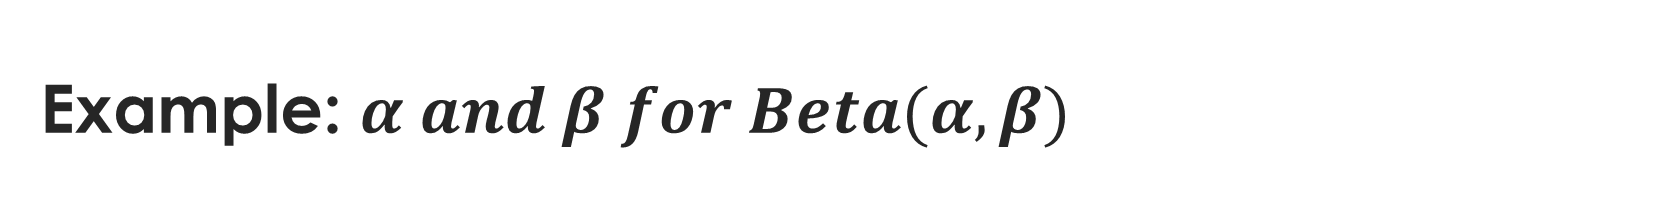 Example: α and β for Beta(α, β)